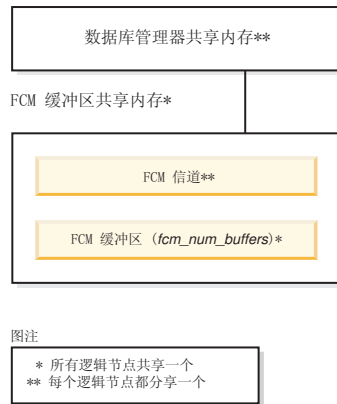 数据库管理器共享内存**
FCM 缓冲区共享内存*
FCM 信道**
FCM 缓冲区 (fcm_num_buffers)*
图注
* 所有逻辑节点共享一个
** 每个逻辑节点都分享一个